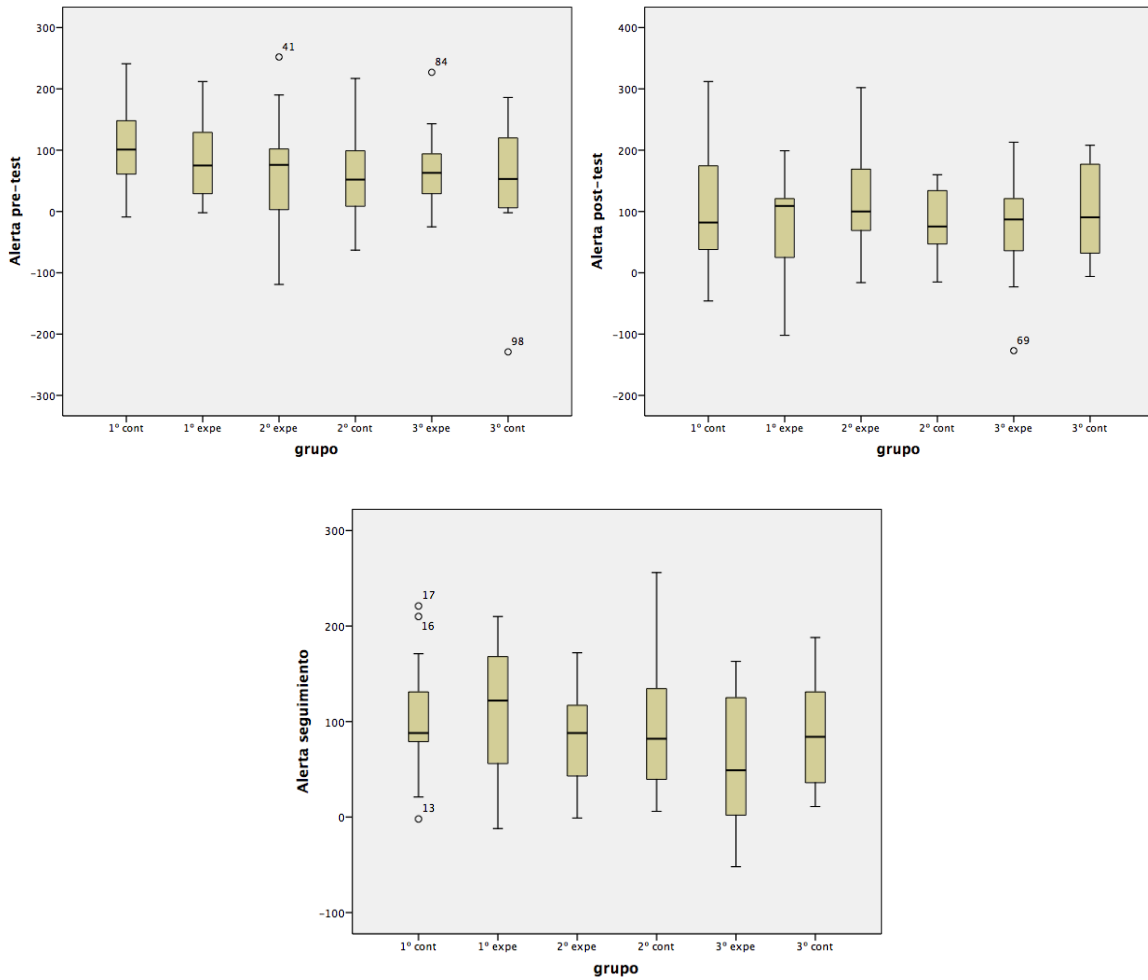 Alerta pre-test
300
200
100
0
-100
-200
-300
41
84
98
1º cont
1º expe
2º expe
2º cont
3º expe
3º cont
grupo
Alerta post-test
400
300
200
100
0
-100
-200
69
1º cont
1º expe
2º expe
2º cont
3º expe
3º cont
grupo
Alerta seguimiento
300
200
100
0
-100
17
16
13
1º cont
1º expe
2º expe
2º cont
3º expe
3º cont
grupo